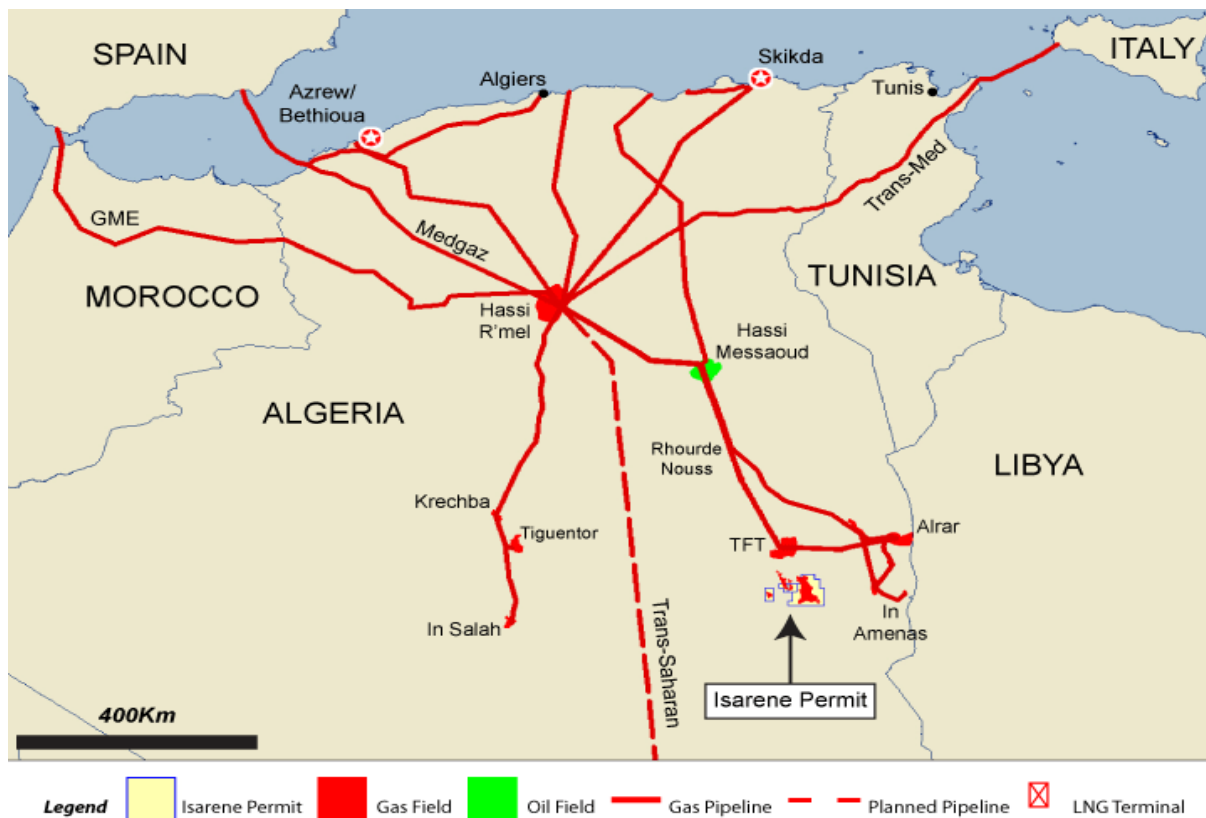 SPAIN
ITALY
Skikda
Algiers
Azrew/
Bethioua
Tunis
Trans-Med
GME
Medgaz
TUNISIA
MOROCCO
Hassi
R'mel
Hassi
Messaoud
ALGERIA
Rhourde
Nouss
LIBYA
Krechba
Tiguentor
TFT
Alrar
In Salah
Trans-Saharan
In
Amenas
Isarene Permit
400Km
Legend Isarene Permit Gas Field Oil Field Gas Pipeline Planned Pipeline LNG Terminal